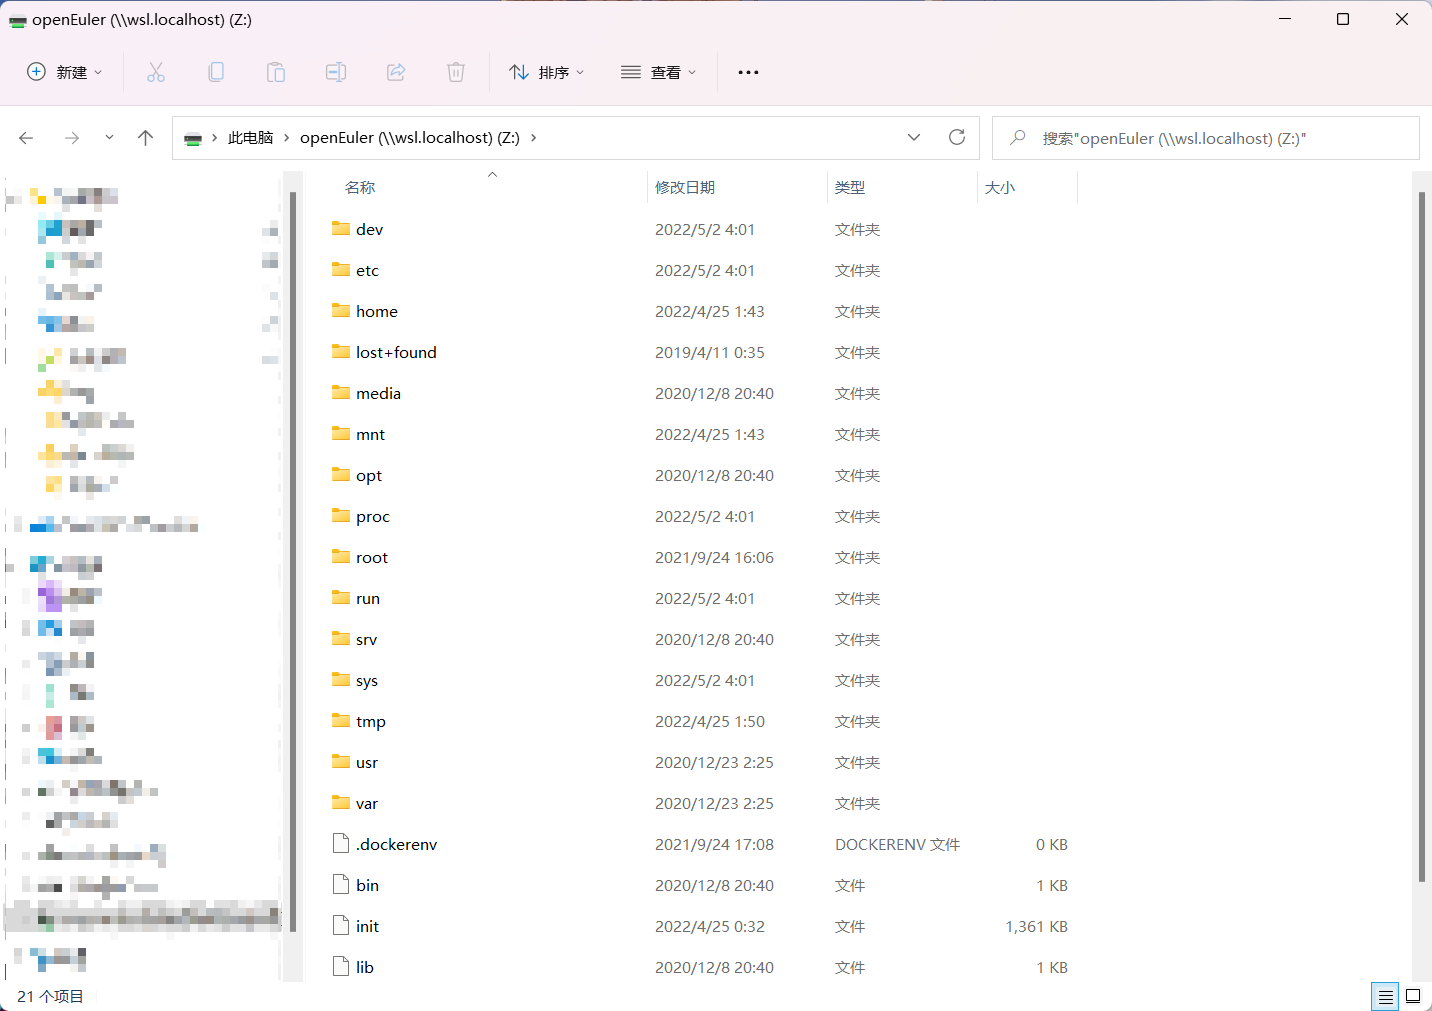 openEuler (\\wsl.localhost) (Z:)
新建 排序 查看
此电脑 openEuler (\\wsl.localhost) (Z:) 搜索"openEuler (\\wsl.localhost) (Z:)"
名称 修改日期 类型 大小
dev 2022/5/2 4:01 文件夹
etc 2022/5/2 4:01 文件夹
home 2022/4/25 1:43 文件夹
lost+found 2019/4/11 0:35 文件夹
media 2020/12/8 20:40 文件夹
mnt 2022/4/25 1:43 文件夹
opt 2020/12/8 20:40 文件夹
proc 2022/5/2 4:01 文件夹
root 2021/9/24 16:06 文件夹
run 2022/5/2 4:01 文件夹
srv 2020/12/8 20:40 文件夹
sys 2022/5/2 4:01 文件夹
tmp 2022/4/25 1:50 文件夹
usr 2020/12/23 2:25 文件夹
var 2020/12/23 2:25 文件夹
.dockerenv 2021/9/24 17:08 DOCKERENV 文件 0 KB
bin 2020/12/8 20:40 文件 1 KB
init 2022/4/25 0:32 文件 1,361 KB
lib 2020/12/8 20:40 文件 1 KB
21 个项目